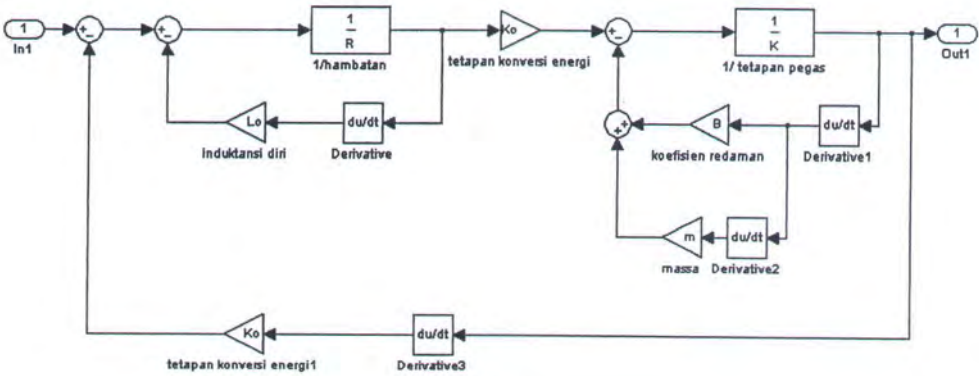 1
In1
+
−
+
−
1
R
1/hambatan
Ko
tetapan konversi energi
+
−
1
K
1/ tetapan pegas
1
Out1
Lo
induktansi diri
du/dt
Derivative
+
+
B
koefisien redaman
du/dt
Derivative1
m
massa
du/dt
Derivative2
Ko
tetapan konversi energi1
du/dt
Derivative3